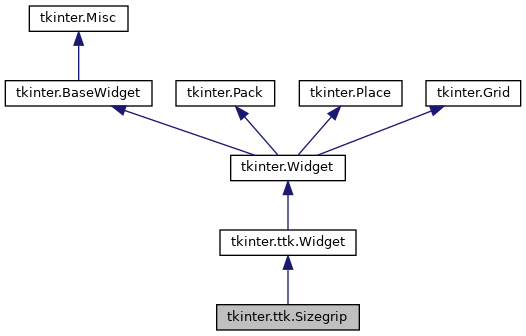 tkinter.Misc
tkinter.BaseWidget
tkinter.Pack
tkinter.Place
tkinter.Grid
tkinter.Widget
tkinter.ttk.Widget
tkinter.ttk.Sizegrip